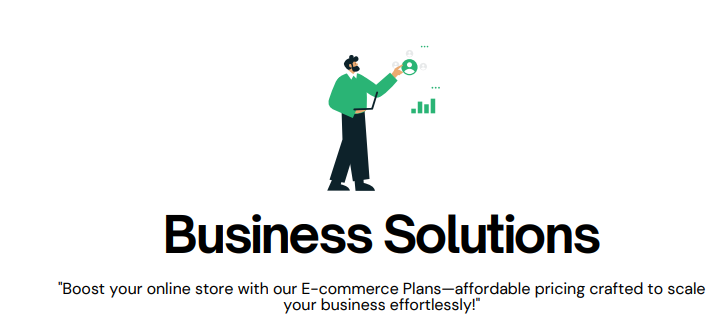 Business Solutions
"Boost your online store with our E-commerce Plans—affordable pricing crafted to scale
your business effortlessly!"